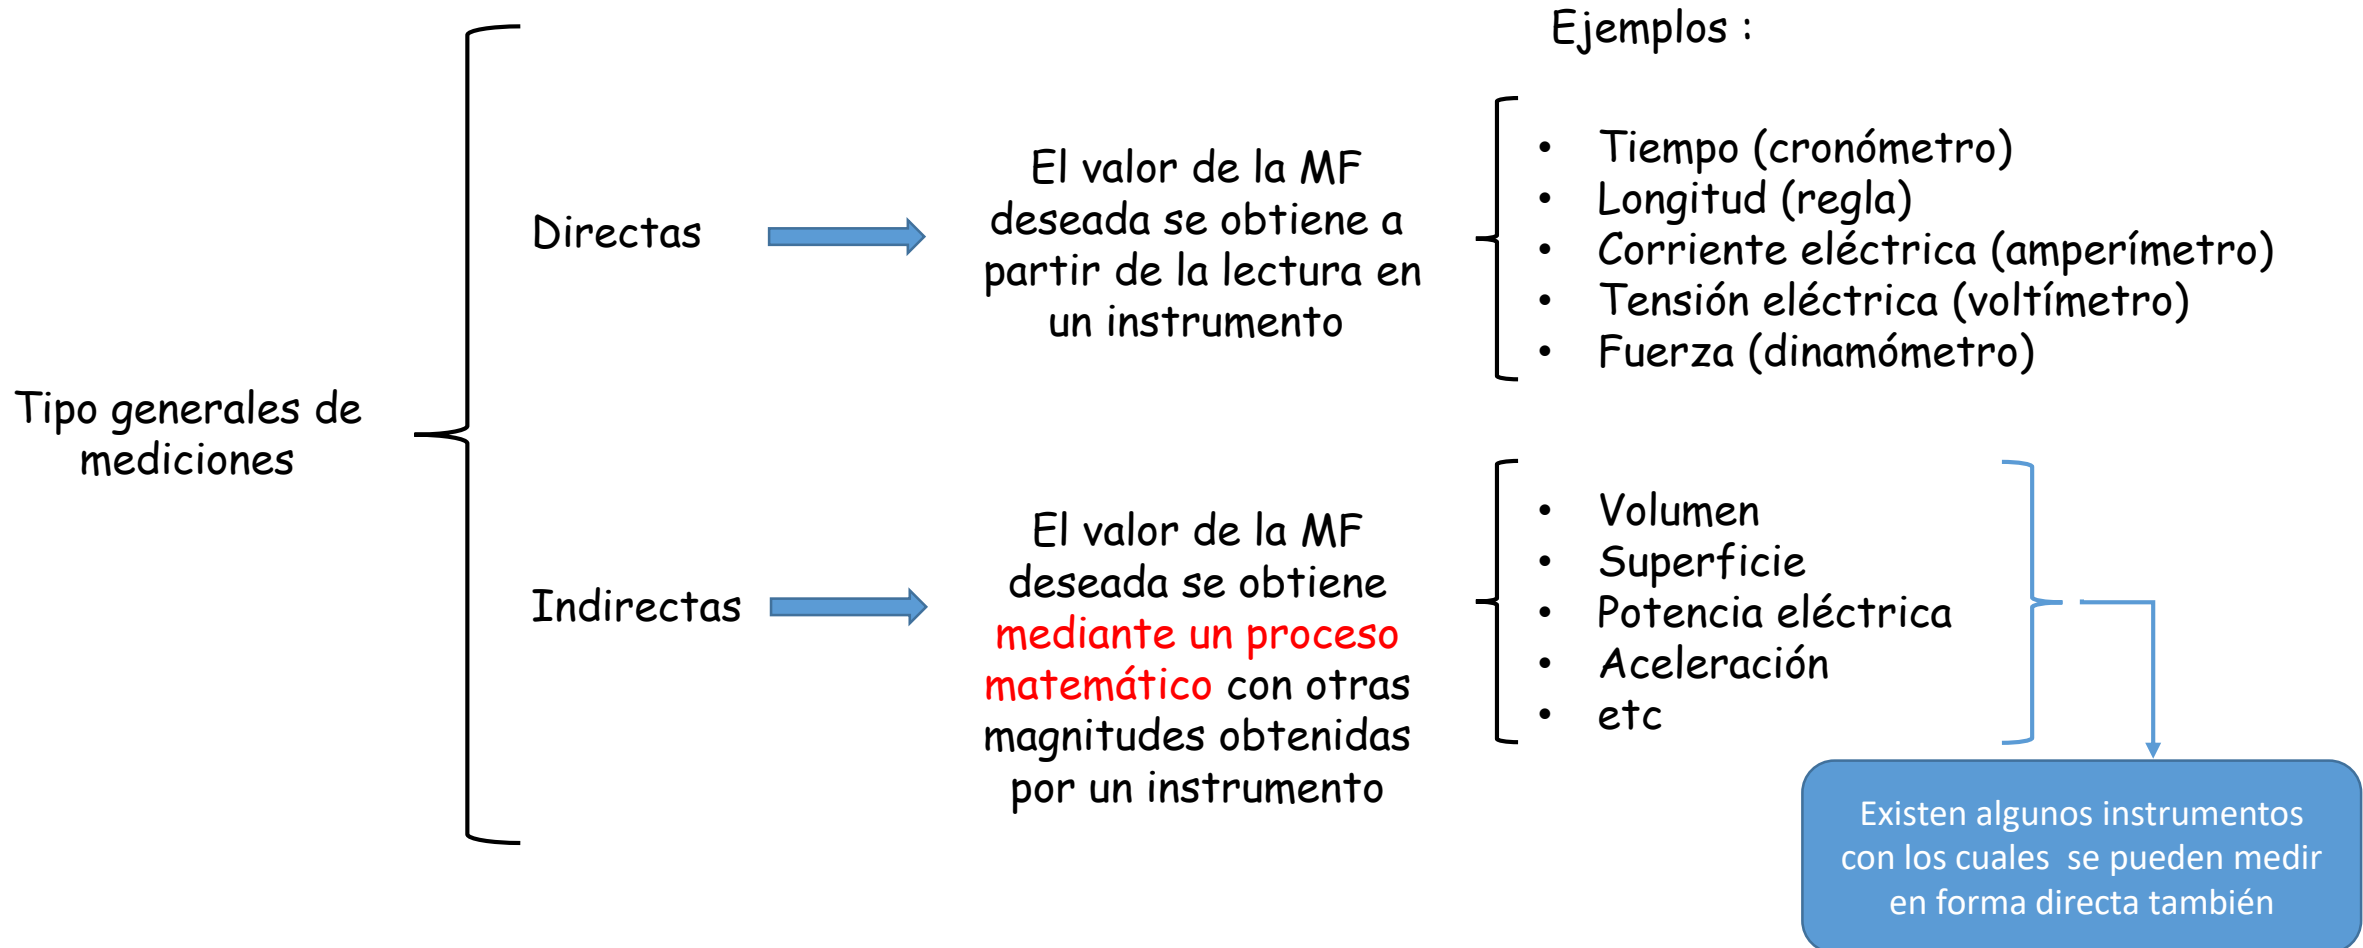 Ejemplos :
Tipo generales de
mediciones
Directas
El valor de la MF
deseada se obtiene a
partir de la lectura en
un instrumento
• Tiempo (cronómetro)
• Longitud (regla)
• Corriente eléctrica (amperímetro)
• Tensión eléctrica (voltímetro)
• Fuerza (dinamómetro)
Indirectas
El valor de la MF
deseada se obtiene
mediante un proceso
matemático con otras
magnitudes obtenidas
por un instrumento
• Volumen
• Superficie
• Potencia eléctrica
• Aceleración
• etc
Existen algunos instrumentos
con los cuales se pueden medir
en forma directa también